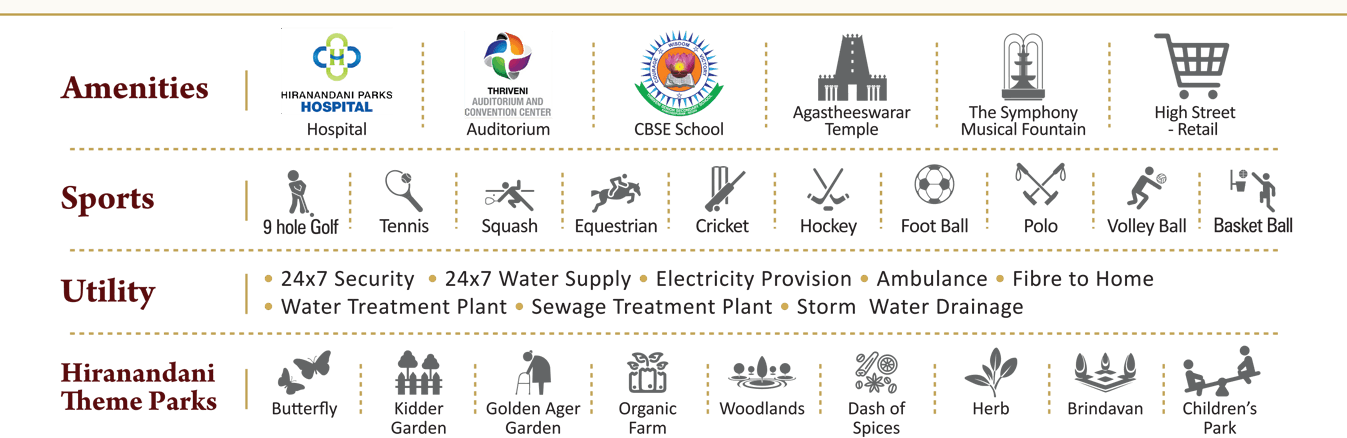 Amenities
HIRANANDANI PARKS
HOSPITAL
Hospital
THRIVENI
AUDITORIUM AND
CONVENTION CENTER
Auditorium
COURAGE WISDOM VICTORY
CBSE School
Agastheeswarar
Temple
The Symphony
Musical Fountain
High Street
- Retail
Sports
9 hole Golf
Tennis
Squash
Equestrian
Cricket
Hockey
Foot Ball
Polo
Volley Ball
Basket Ball
Utility
• 24x7 Security • 24x7 Water Supply • Electricity Provision • Ambulance • Fibre to Home
• Water Treatment Plant • Sewage Treatment Plant • Storm Water Drainage
Hiranandani
Theme Parks
Butterfly
Kidder
Garden
Golden Ager
Garden
Organic
Farm
Woodlands
Dash of
Spices
Herb
Brindavan
Children's
Park